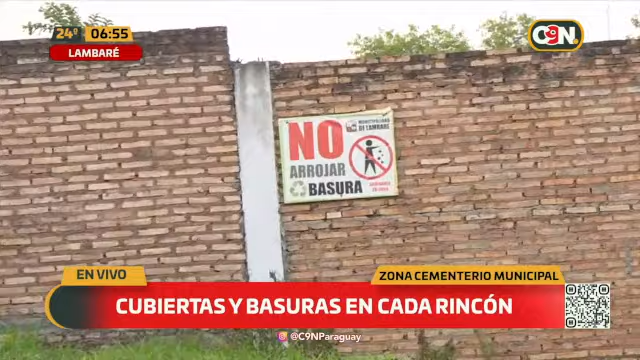 24° 06:55
LAMBARÉ
C9N
MUNICIPALIDAD
DE LAMBARÉ
NO
ARROJAR
BASURA
EN VIVO
ZONA CEMENTERIO MUNICIPAL
CUBIERTAS Y BASURAS EN CADA RINCÓN
@C9NParaguay